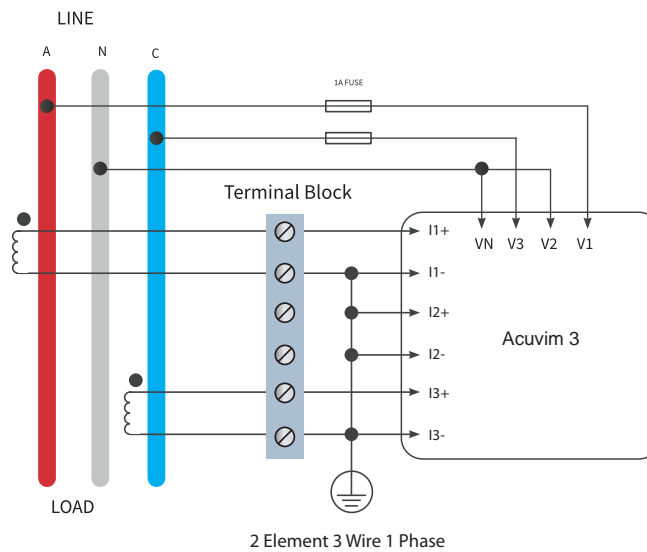 LINE
A N C
1A FUSE
Terminal Block
VN V3 V2 V1
I1+
I1-
I2+
I2-
I3+
I3-
Acuvim 3
LOAD
2 Element 3 Wire 1 Phase